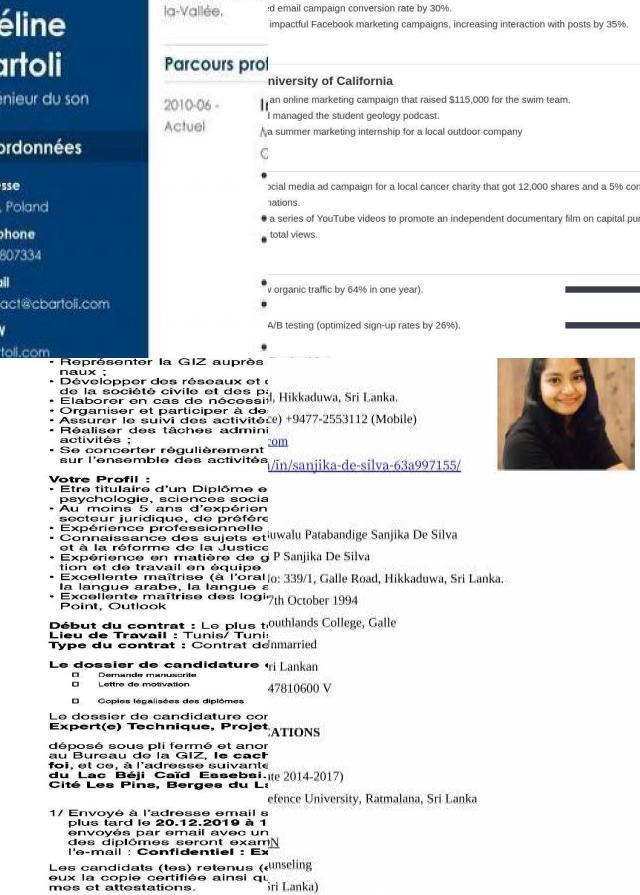 éline
artoli
énieur du son
ordonnées
sse
, Poland
phone
807334
ail
act@cbartoli.com
W
toli.com
la-Vallée.
Parcours prof
2010-06 -
Actuel
ed email campaign conversion rate by 30%.
impactful Facebook marketing campaigns, increasing interaction with posts by 35%.
niversity of California
an online marketing campaign that raised $115,000 for the swim team.
managed the student geology podcast.
a summer marketing internship for a local outdoor company
ocial media ad campaign for a local cancer charity that got 12,000 shares and a 5% con
nations.
a series of YouTube videos to promote an independent documentary film on capital pu
total views.
organic traffic by 64% in one year).
A/B testing (optimized sign-up rates by 26%).
• Représenter la GIZ auprès
naux ;
• Développer des réseaux et
de la société civile et des p
• Elaborer en cas de nécessi
• Organiser et participer à de
• Assurer le suivi des activité
• Réaliser des tâches admini
activités ;
• Se concerter régulièrement
sur l'ensemble des activités
Votre Profil :
• Etre titulaire d'un Diplôme e
psychologie, sciences socia
• Au moins 5 ans d'expérien
secteur juridique, de préfére
• Expérience professionnelle
• Connaissance des sujets et
et à la réforme de la Justice
• Expérience en matière de g
tion et de travail en équipe
• Excellente maîtrise (à l'oral
la langue arabe, la langue
• Excellente maîtrise des logi
Point, Outlook
Début du contrat : Le plus t
Lieu de Travail : Tunis/ Tuni
Type du contrat : Contrat de
Le dossier de candidature
Demande manuscrite
Lettre de motivation
Copies légalisées des diplômes
Le dossier de candidature cor
Expert(e) Technique, Projet
déposé sous pli fermé et anor
au Bureau de la GIZ, le cach
foi, et ce, à l'adresse suivante
du Lac Béji Caïd Essebsi.
Cité Les Pins, Berges du La
1/ Envoyé à l'adresse email s
plus tard le 20.12.2019 à 1
envoyés par email avec un
des diplômes seront exam
l'e-mail : Confidentiel : Ex
Les candidats (tes) retenus (e
eux la copie certifiée ainsi qu
mes et attestations.
l, Hikkaduwa, Sri Lanka.
ce) +9477-2553112 (Mobile)
com
/in/sanjika-de-silva-63a997155/
uwalu Patabandige Sanjika De Silva
P Sanjika De Silva
o: 339/1, Galle Road, Hikkaduwa, Sri Lanka.
7th October 1994
outhlands College, Galle
nmarried
ri Lankan
47810600 V
ATIONS
te 2014-2017)
efence University, Ratmalana, Sri Lanka
N
unseling
Sri Lanka)